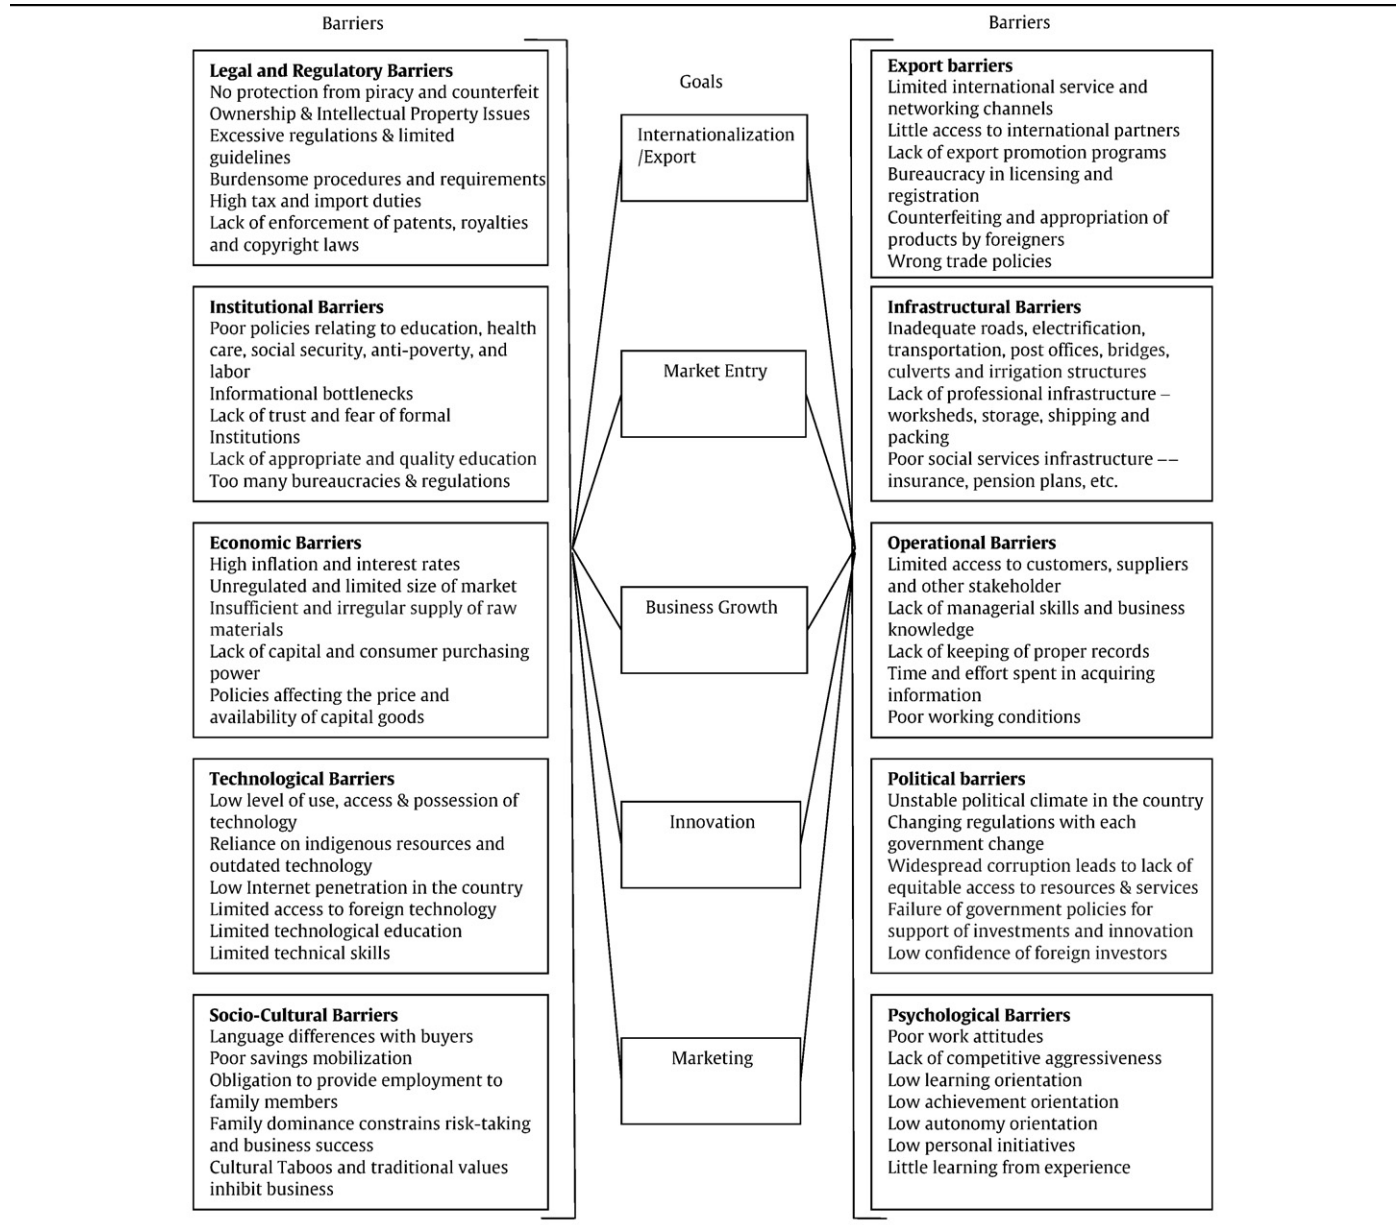 Barriers
Legal and Regulatory Barriers
No protection from piracy and counterfeit
Ownership & Intellectual Property Issues
Excessive regulations & limited
guidelines
Burdensome procedures and requirements
High tax and import duties
Lack of enforcement of patents, royalties
and copyright laws
Institutional Barriers
Poor policies relating to education, health
care, social security, anti-poverty, and
labor
Informational bottlenecks
Lack of trust and fear of formal
Institutions
Lack of appropriate and quality education
Too many bureaucracies & regulations
Economic Barriers
High inflation and interest rates
Unregulated and limited size of market
Insufficient and irregular supply of raw
materials
Lack of capital and consumer purchasing
power
Policies affecting the price and
availability of capital goods
Technological Barriers
Low level of use, access & possession of
technology
Reliance on indigenous resources and
outdated technology
Low Internet penetration in the country
Limited access to foreign technology
Limited technological education
Limited technical skills
Socio-Cultural Barriers
Language differences with buyers
Poor savings mobilization
Obligation to provide employment to
family members
Family dominance constrains risk-taking
and business success
Cultural Taboos and traditional values
inhibit business
Goals
Internationalization
/Export
Market Entry
Business Growth
Innovation
Marketing
Barriers
Export barriers
Limited international service and
networking channels
Little access to international partners
Lack of export promotion programs
Bureaucracy in licensing and
registration
Counterfeiting and appropriation of
products by foreigners
Wrong trade policies
Infrastructural Barriers
Inadequate roads, electrification,
transportation, post offices, bridges,
culverts and irrigation structures
Lack of professional infrastructure –
worksheds, storage, shipping and
packing
Poor social services infrastructure ––
insurance, pension plans, etc.
Operational Barriers
Limited access to customers, suppliers
and other stakeholder
Lack of managerial skills and business
knowledge
Lack of keeping of proper records
Time and effort spent in acquiring
information
Poor working conditions
Political barriers
Unstable political climate in the country
Changing regulations with each
government change
Widespread corruption leads to lack of
equitable access to resources & services
Failure of government policies for
support of investments and innovation
Low confidence of foreign investors
Psychological Barriers
Poor work attitudes
Lack of competitive aggressiveness
Low learning orientation
Low achievement orientation
Low autonomy orientation
Low personal initiatives
Little learning from experience